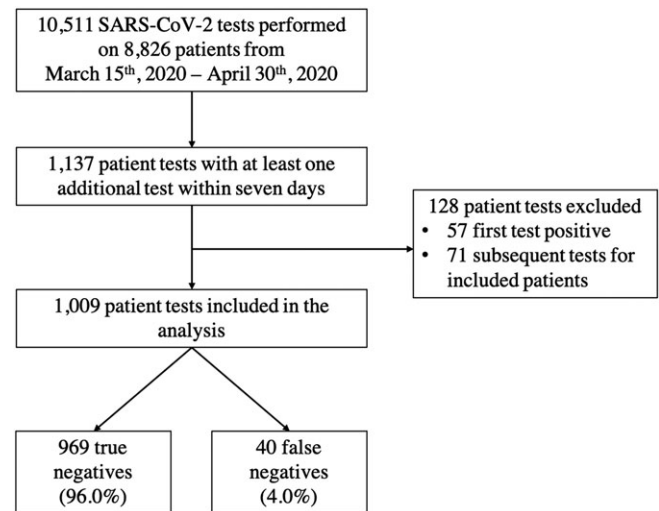 10,511 SARS-CoV-2 tests performed
on 8,826 patients from
March 15th, 2020 – April 30th, 2020
1,137 patient tests with at least one
additional test within seven days
128 patient tests excluded
• 57 first test positive
• 71 subsequent tests for
included patients
1,009 patient tests included in the
analysis
969 true
negatives
(96.0%)
40 false
negatives
(4.0%)